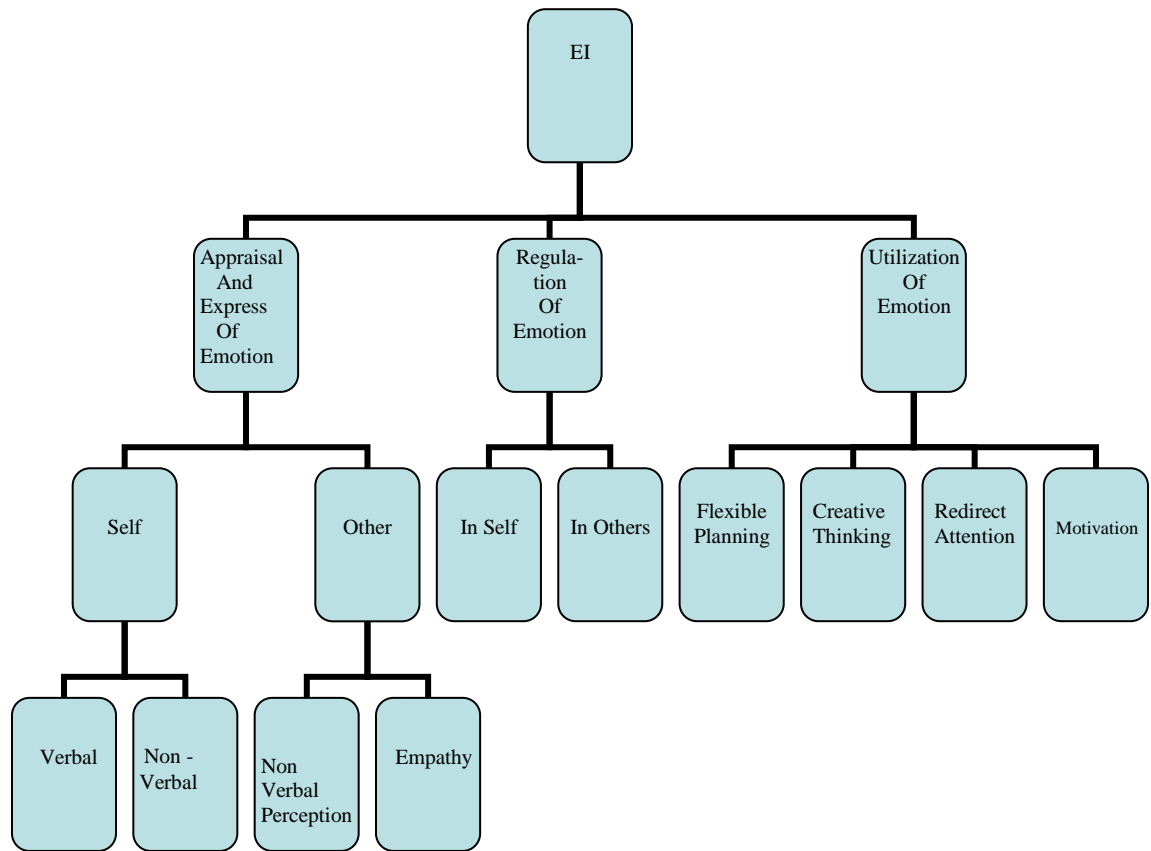 EI
Appraisal
And
Express
Of
Emotion
Regula-
tion
Of
Emotion
Utilization
Of
Emotion
Self
Other
In Self
In Others
Flexible
Planning
Creative
Thinking
Redirect
Attention
Motivation
Verbal
Non -
Verbal
Non
Verbal
Perception
Empathy